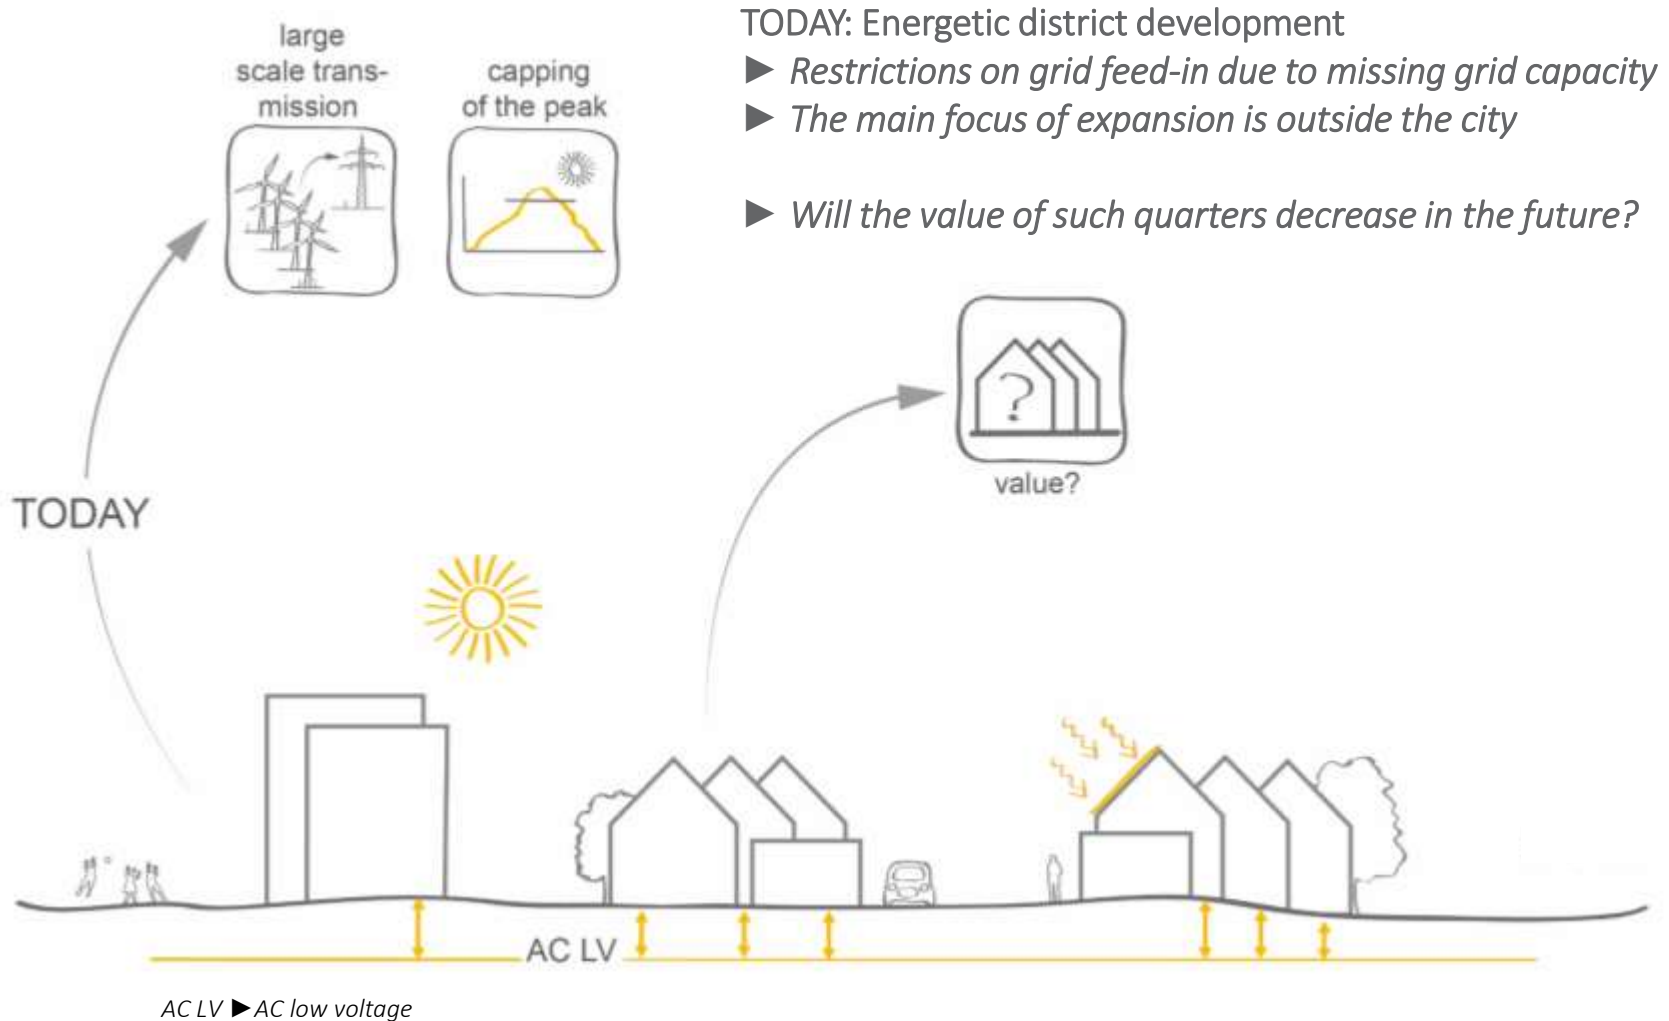 large
scale trans-
mission
capping
of the peak
TODAY: Energetic district development
► Restrictions on grid feed-in due to missing grid capacity
► The main focus of expansion is outside the city
► Will the value of such quarters decrease in the future?
?
value?
TODAY
AC LV
AC LV ►AC low voltage